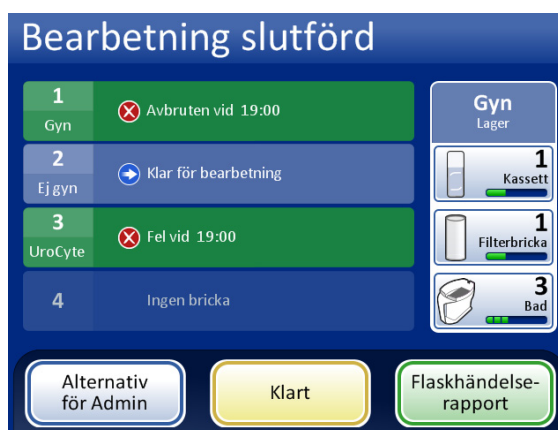 Bearbetning slutförd
1
Gyn
Avbruten vid 19:00
2
Ej gyn
Klar för bearbetning
3
UroCyte
Fel vid 19:00
4
Ingen bricka
Gyn
Lager
1
Kassett
1
Filterbricka
3
Bad
Alternativ
för Admin
Klart
Flaskhändelse-
rapport